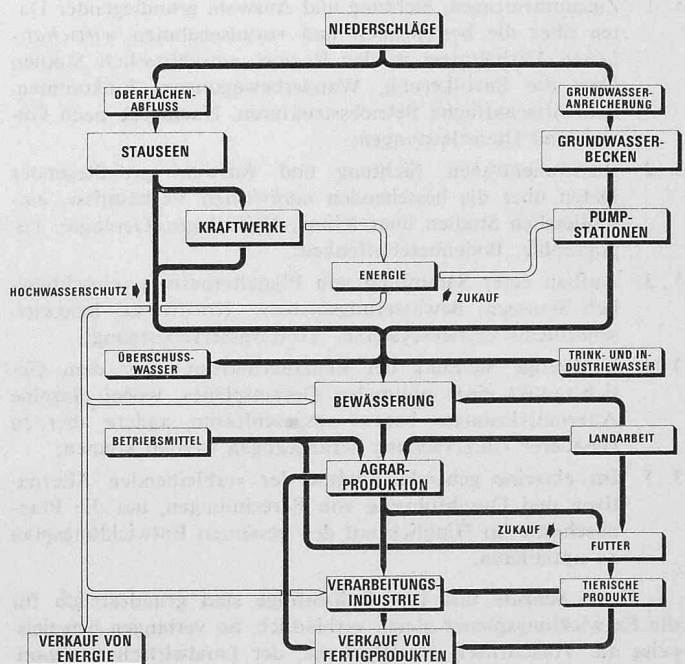 NIEDERSCHLÄGE
OBERFLÄCHEN-
ABFLUSS
GRUNDWASSER-
ANREICHERUNG
STAUSEEN
GRUNDWASSER-
BECKEN
KRAFTWERKE
PUMP-
STATIONEN
ENERGIE
HOCHWASSERSCHUTZ
ZUKAUF
ÜBERSCHUSS-
WASSER
TRINK- UND IN-
DUSTRIEWASSER
BEWÄSSERUNG
BETRIEBSMITTEL
LANDARBEIT
AGRAR-
PRODUKTION
ZUKAUF
FUTTER
VERARBEITUNGS-
INDUSTRIE
TIERISCHE
PRODUKTE
VERKAUF VON
ENERGIE
VERKAUF VON
FERTIGPRODUKTEN